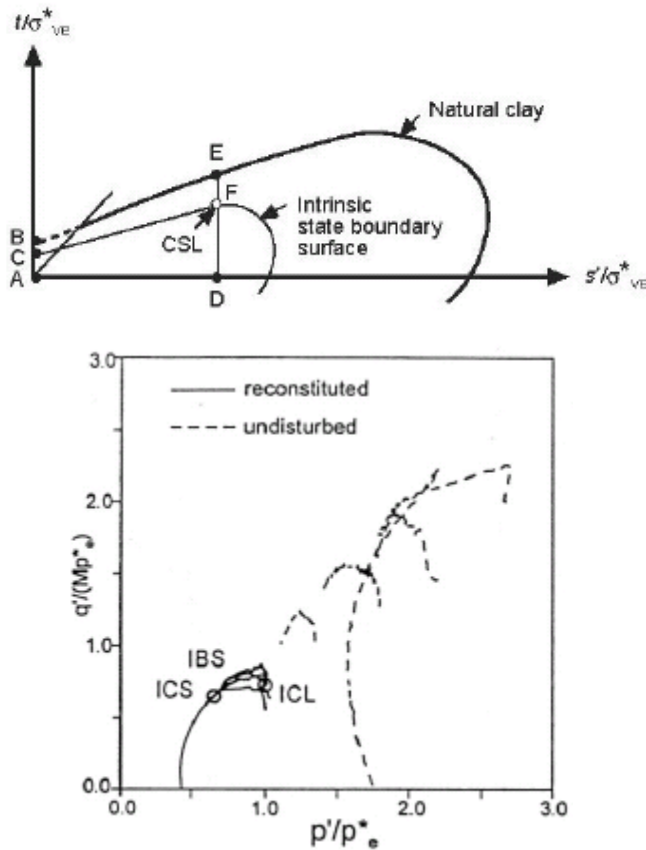 t/σ*VE
Natural clay
E
F
Intrinsic
state boundary
surface
CSL
B
C
A
D
s'/σ*VE
3.0
reconstituted
undisturbed
2.0
q'/(Mp*e)
1.0
IBS
ICS
ICL
0.0
0.0 1.0 2.0 3.0
p'/p*e